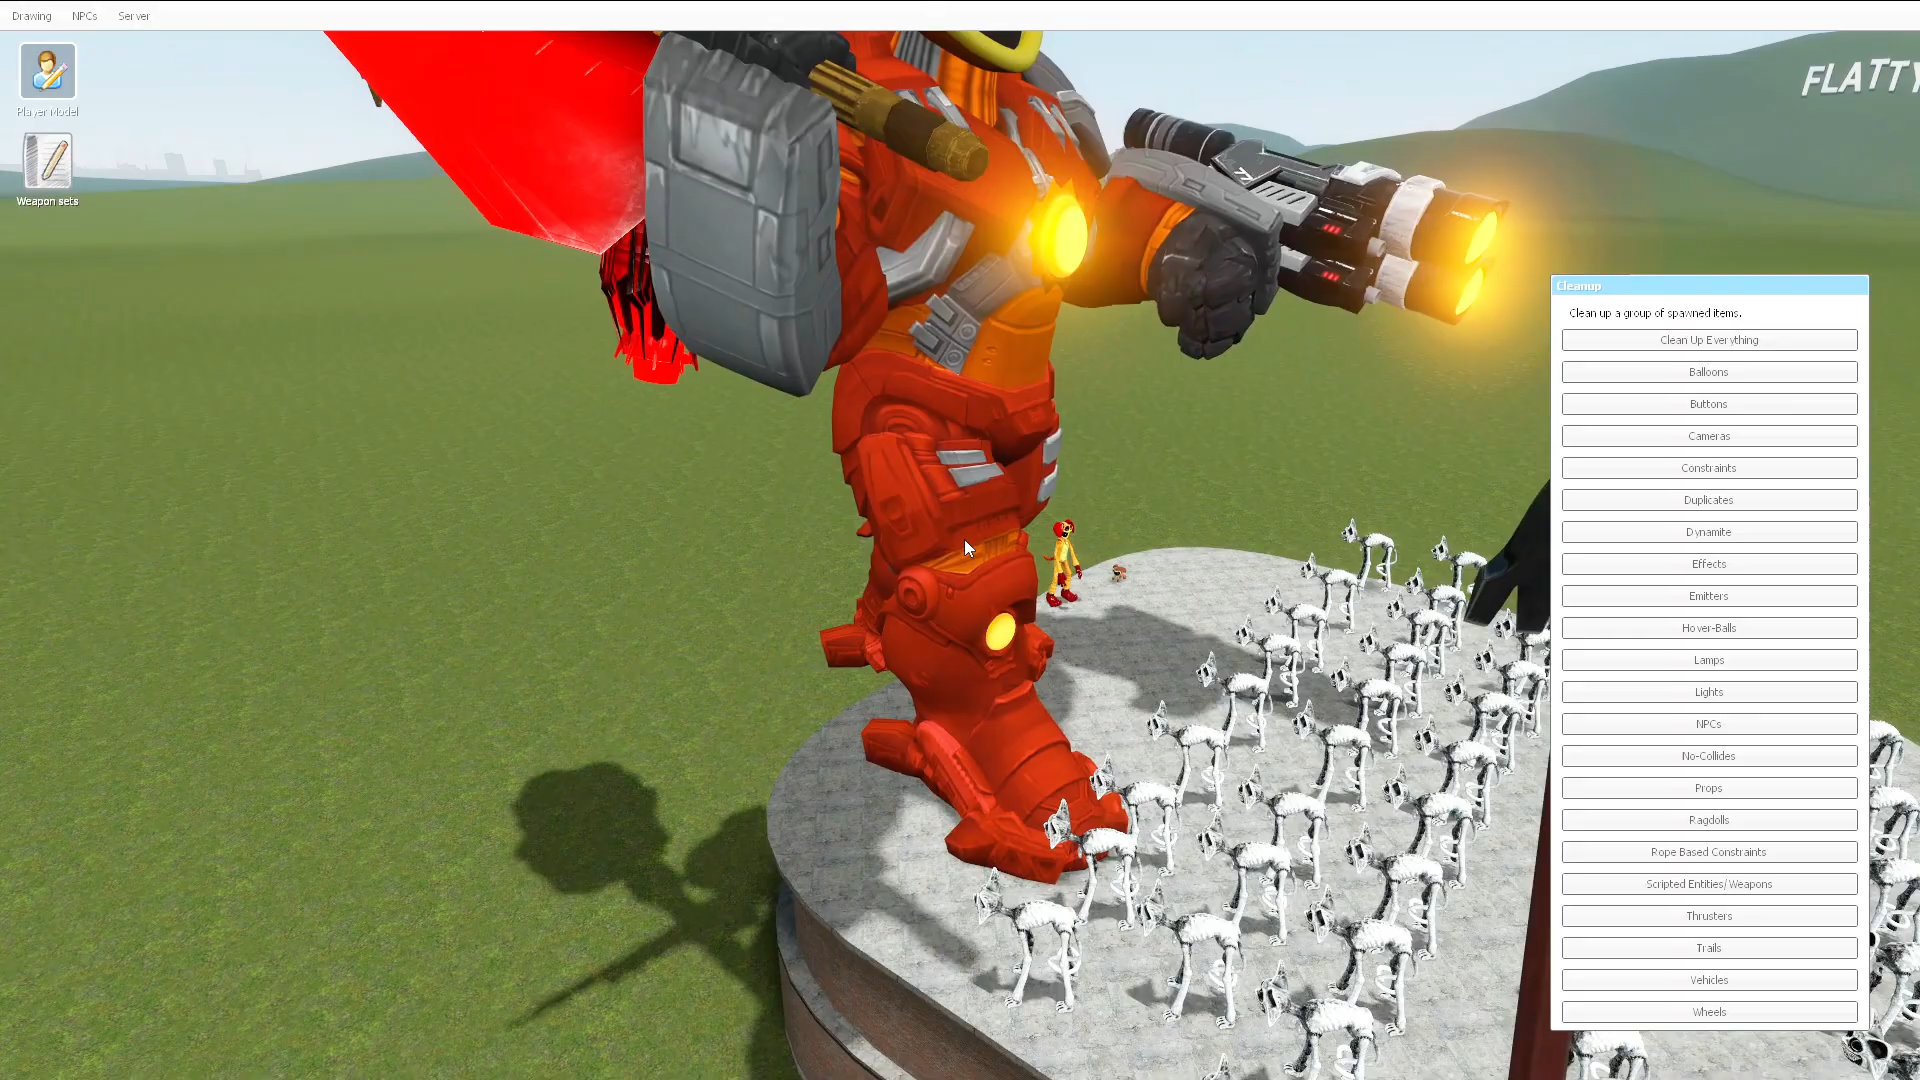 Drawing NPCs Server
Player Model
Weapon sets
FLATTY
Cleanup
Clean up a group of spawned items.
Clean Up Everything
Balloons
Buttons
Cameras
Constraints
Duplicates
Dynamite
Effects
Emitters
Hover-Balls
Lamps
Lights
NPCs
No-Collides
Props
Ragdolls
Rope Based Constraints
Scripted Entities/Weapons
Thrusters
Trails
Vehicles
Wheels